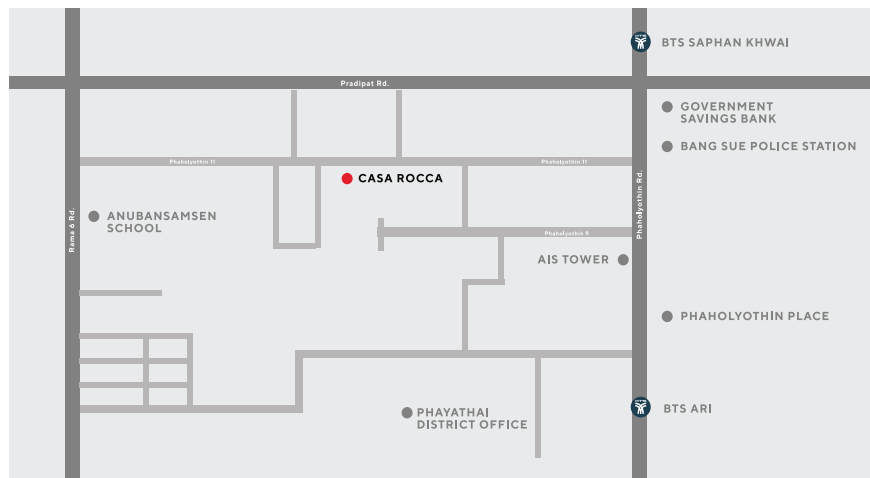 BTS SAPHAN KHWAI
Pradipat Rd.
GOVERNMENT
SAVINGS BANK
BANG SUE POLICE STATION
Phaholyothin 11
Phaholyothin 11
CASA ROCCA
Rama 6 Rd.
Phaholyothin Rd.
ANUBANSAMSEN
SCHOOL
Phaholyothin 9
AIS TOWER
PHAHOLYOTHIN PLACE
BTS ARI
PHAYATHAI
DISTRICT OFFICE